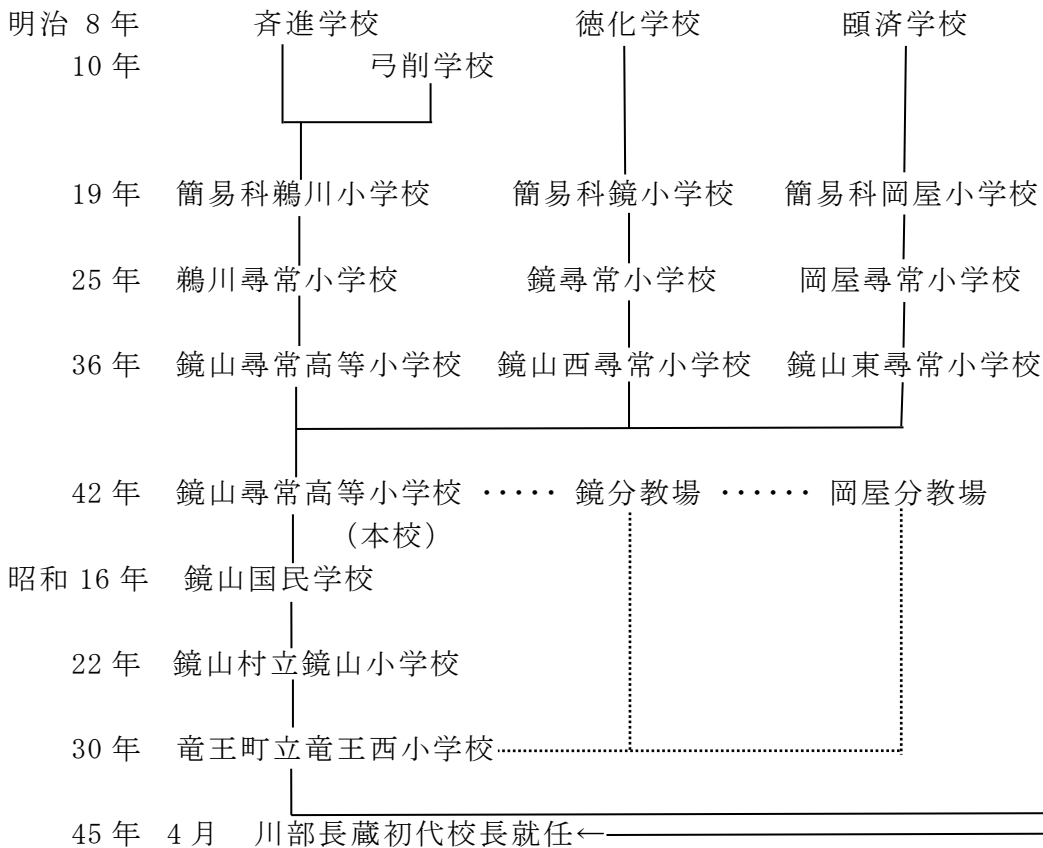 明治 8 年 斉進学校 徳化学校 頤済学校
10 年 弓削学校
19 年 簡易科鵜川小学校 簡易科鏡小学校 簡易科岡屋小学校
25 年 鵜川尋常小学校 鏡尋常小学校 岡屋尋常小学校
36 年 鏡山尋常高等小学校 鏡山西尋常小学校 鏡山東尋常小学校
42 年 鏡山尋常高等小学校 ‥‥‥ 鏡分教場 ‥‥‥ 岡屋分教場
（本校）
昭和 16 年 鏡山国民学校
22 年 鏡山村立鏡山小学校
30 年 竜王町立竜王西小学校
45 年 4 月 川部長蔵初代校長就任←